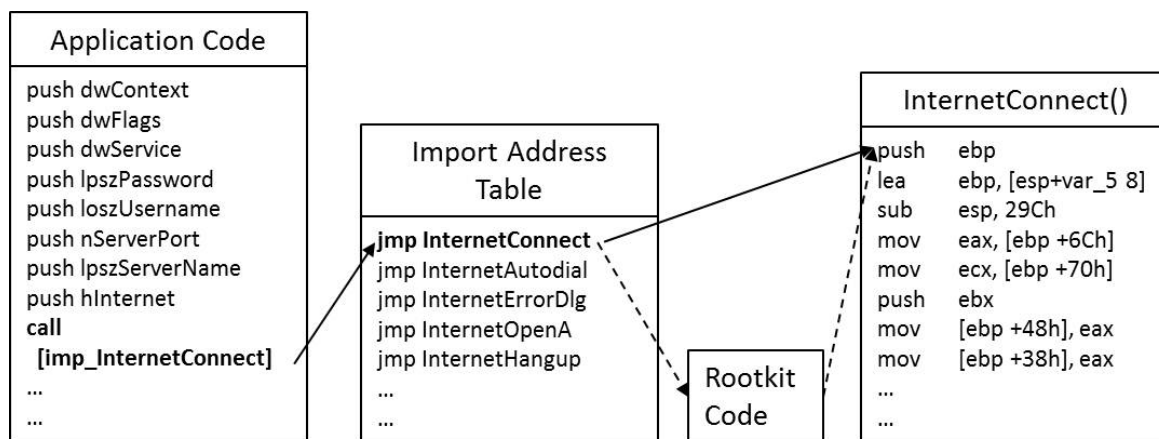 Application Code
push dwContext
push dwFlags
push dwService
push lpszPassword
push loszUsername
push nServerPort
push lpszServerName
push hInternet
call
[imp_InternetConnect]
...
...
Import Address
Table
jmp InternetConnect
jmp InternetAutodial
jmp InternetErrorDlg
jmp InternetOpenA
jmp InternetHangup
...
...
Rootkit
Code
InternetConnect()
push ebp
lea ebp, [esp+var_5 8]
sub esp, 29Ch
mov eax, [ebp +6Ch]
mov ecx, [ebp +70h]
push ebx
mov [ebp +48h], eax
mov [ebp +38h], eax
...
...